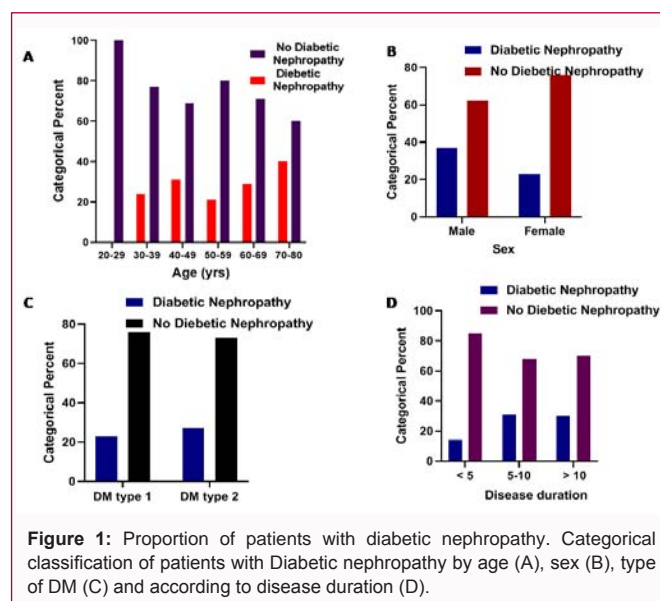 A
No Diabetic
Nephropathy
Diebetic
Nephropathy
Categorical Percent
100
80
60
40
20
0
20-29 30-39 40-49 50-59 60-69 70-80
Age (yrs)
B
Diabetic Nephropathy
No Diebetic Nephropathy
Categorical Percent
80
60
40
20
0
Male Female
Sex
C
Diabetic Nephropathy
No Diebetic Nephropathy
Categorical Percent
80
60
40
20
0
DM type 1 DM type 2
D
Diabetic Nephropathy
No Diebetic Nephropathy
Categorical Percent
100
80
60
40
20
0
< 5 5-10 > 10
Disease duration
Figure 1: Proportion of patients with diabetic nephropathy. Categorical
classification of patients with Diabetic nephropathy by age (A), sex (B), type
of DM (C) and according to disease duration (D).